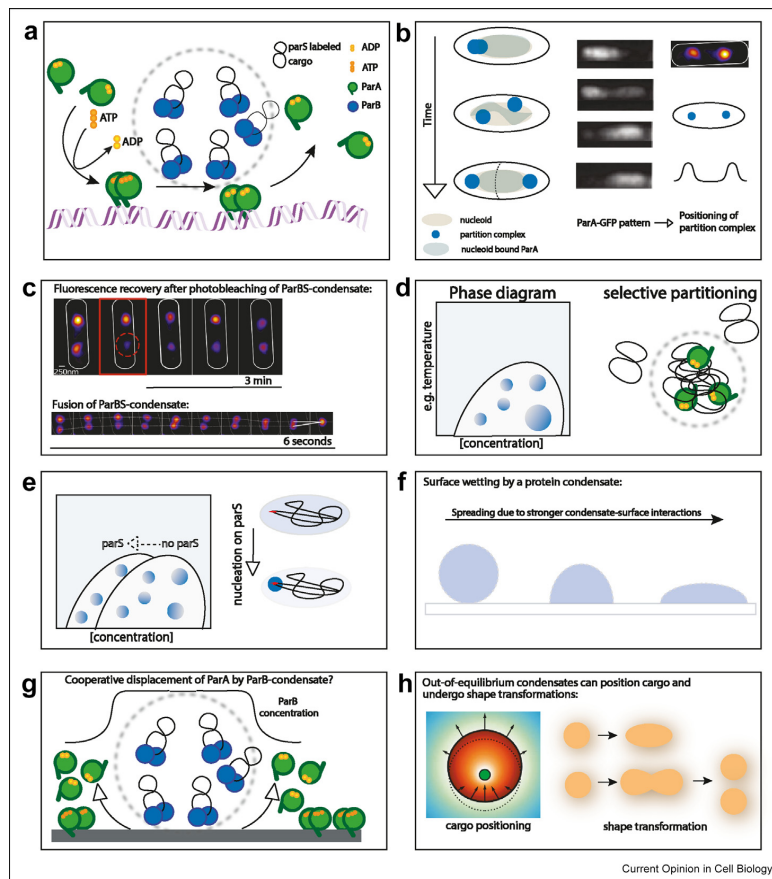 a
parS labeled
cargo
ADP
ATP
ParA
ParB
ATP
ADP
b
Time
nucleoid
partition complex
nucleoid bound ParA
ParA-GFP pattern
Positioning of
partition complex
c
Fluorescence recovery after photobleaching of ParBS-condensate:
250nm
3 min
Fusion of ParBS-condensate:
6 seconds
d
Phase diagram
selective partitioning
e.g. temperature
[concentration]
e
parS
no parS
nucleation on parS
[concentration]
f
Surface wetting by a protein condensate:
Spreading due to stronger condensate-surface interactions
g
Cooperative displacement of ParA by ParB-condensate?
ParB
concentration
h
Out-of-equilibrium condensates can position cargo and
undergo shape transformations:
cargo positioning
shape transformation
Current Opinion in Cell Biology